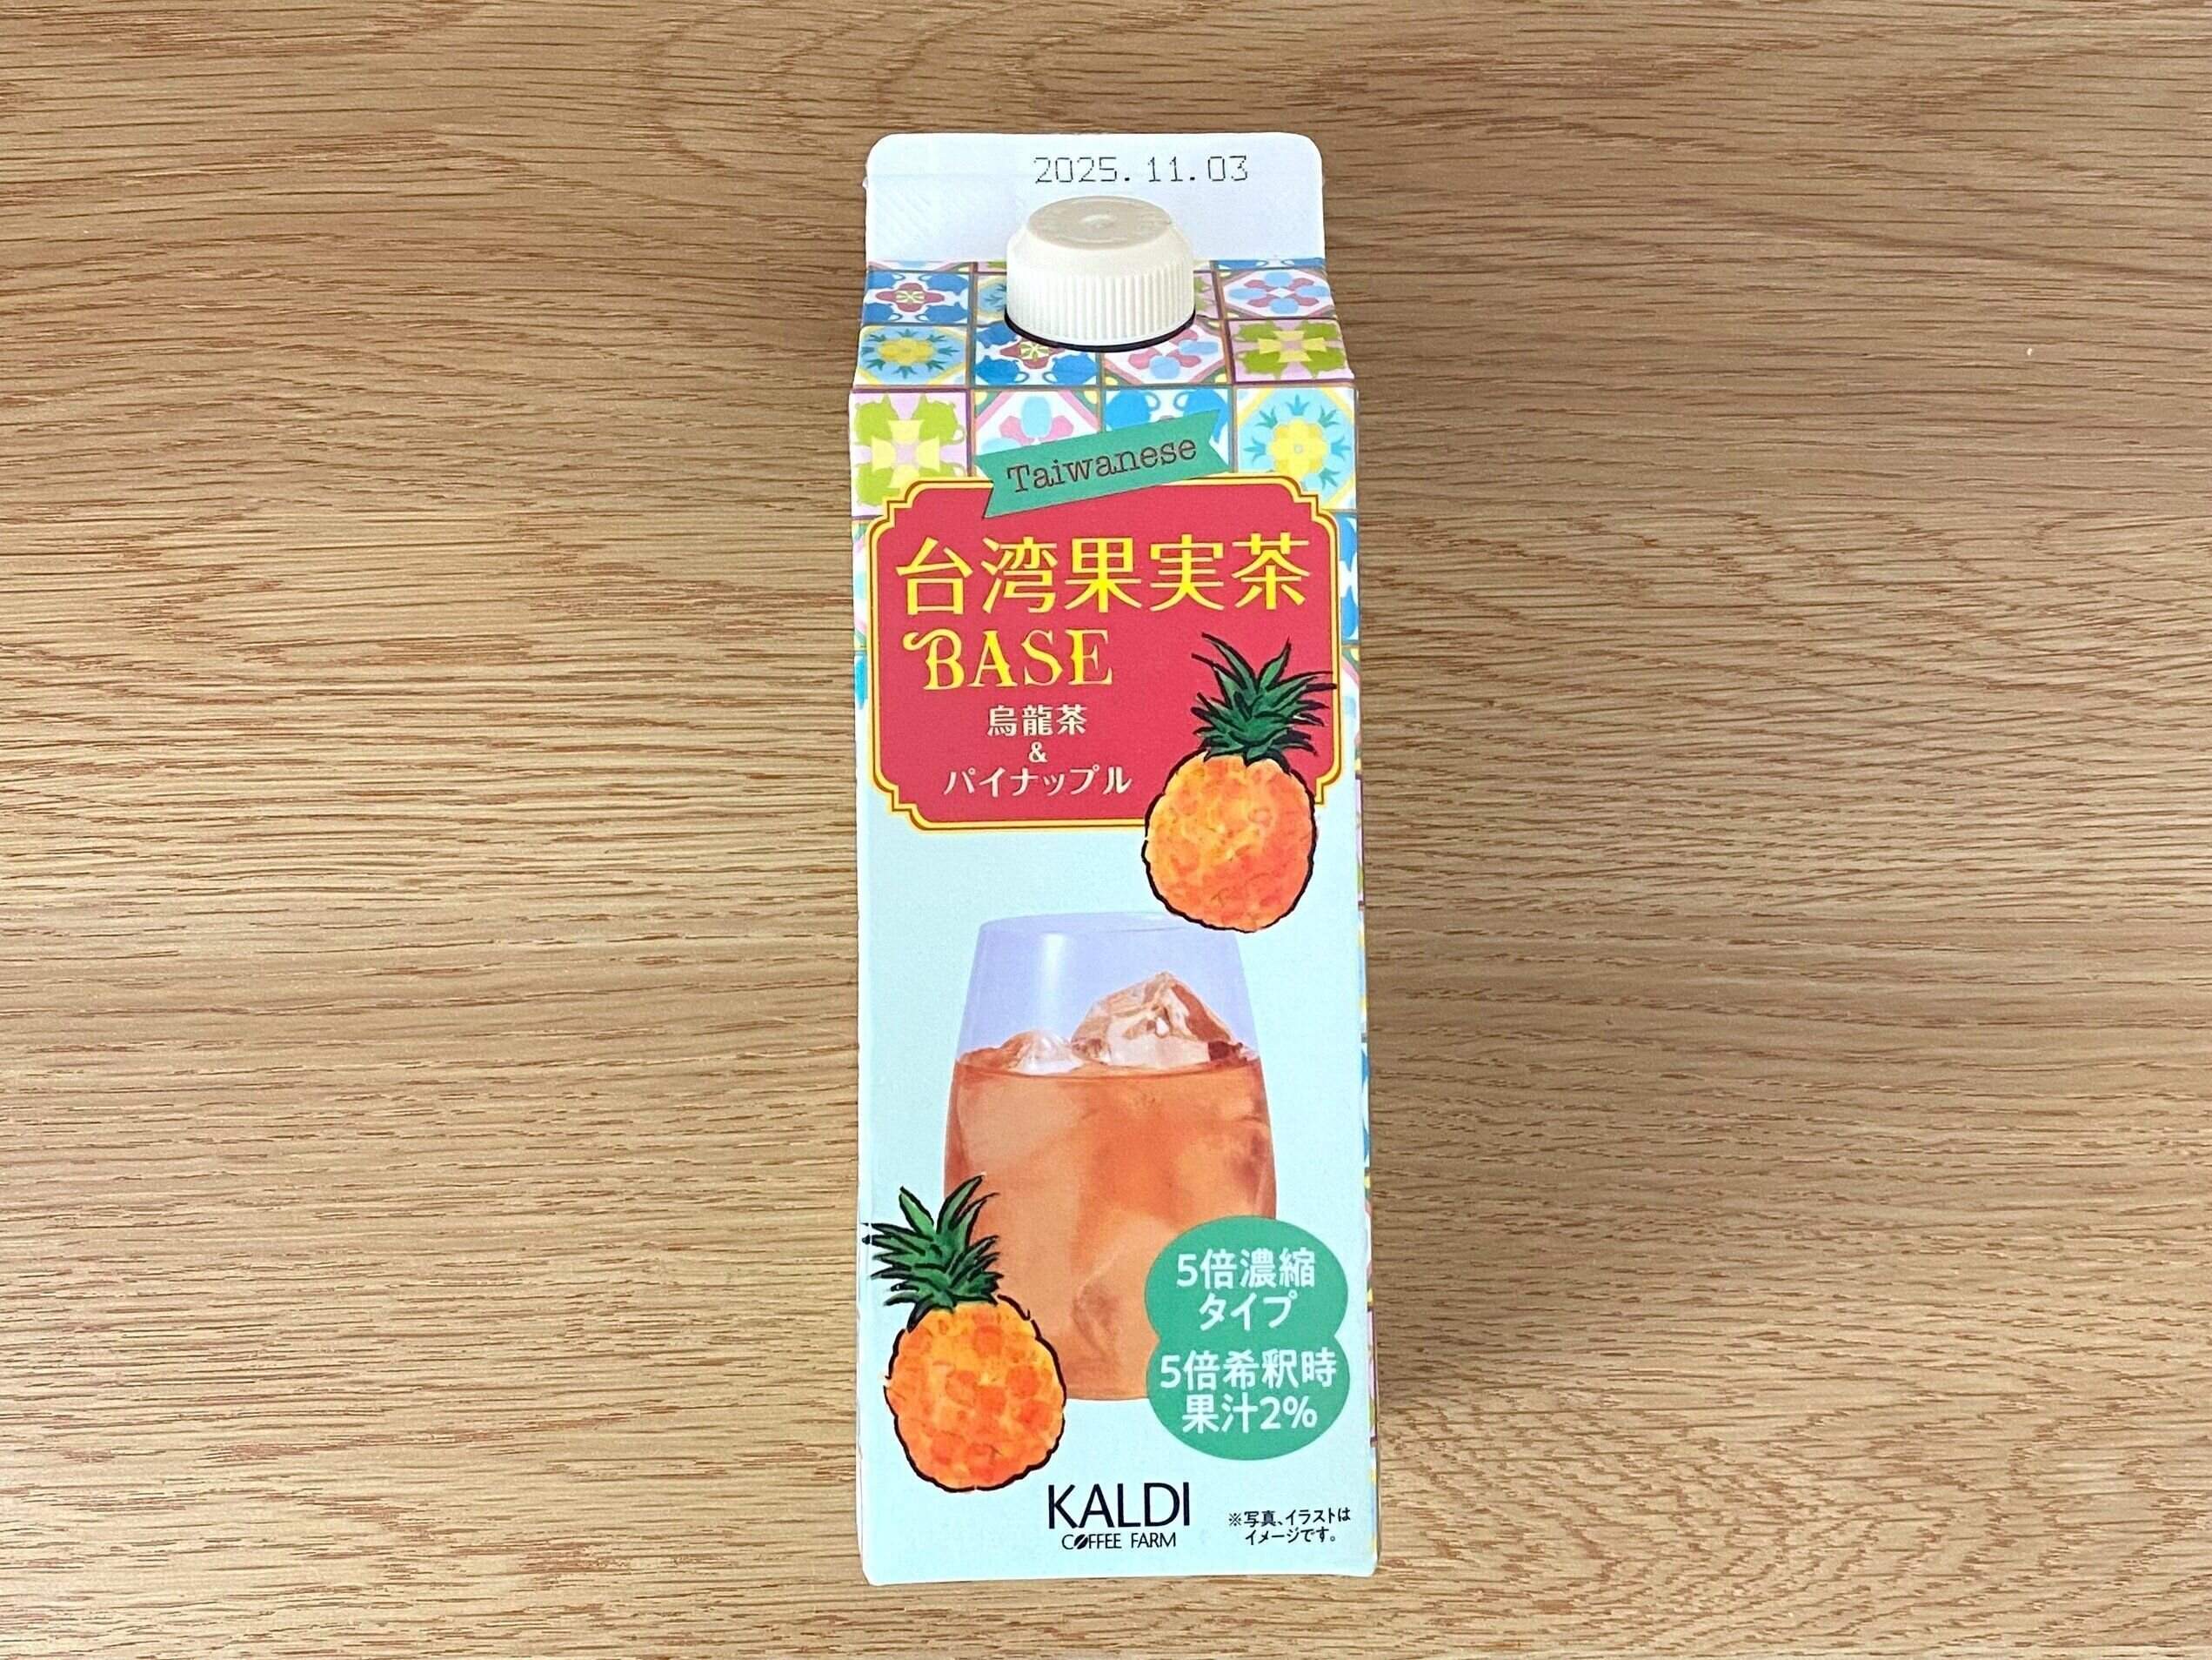 2025.11.03
Taiwanese
台湾果実茶
BASE
烏龍茶
&
パイナップル
5倍濃縮
タイプ
5倍希釈時
果汁2%
KALDI
COFFEE FARM
※写真、イラストは
イメージです。